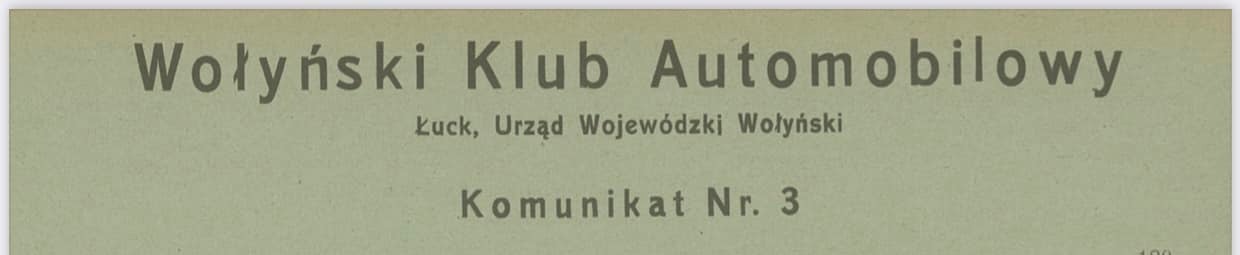 Wołyński Klub Automobilowy
Łuck, Urząd Wojewódzki Wołyński
Komunikat Nr. 3